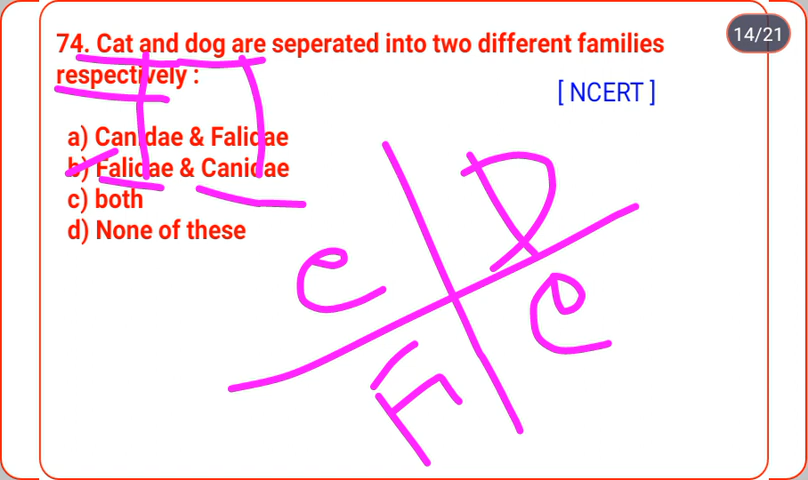 14/21
74. Cat and dog are seperated into two different families
respectively :
[ NCERT ]
a) Canidae & Falidae
b) Falidae & Canidae
c) both
d) None of these
C D
F C